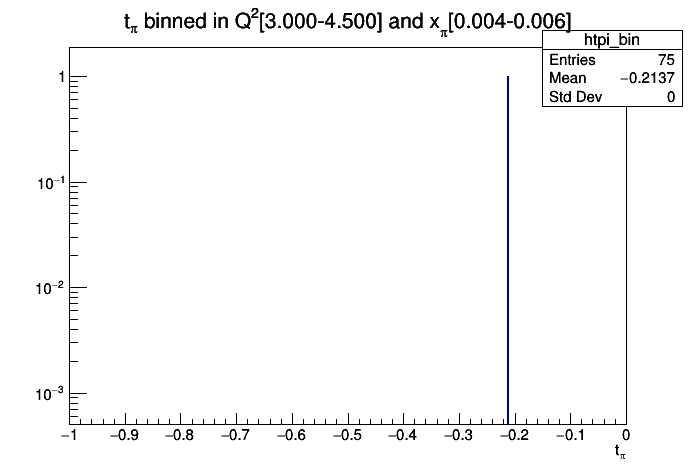 t_π binned in Q²[3.000-4.500] and x_π[0.004-0.006]
htpi_bin
Entries 75
Mean −0.2137
Std Dev 0
1
10⁻¹
10⁻²
10⁻³
−1 −0.9 −0.8 −0.7 −0.6 −0.5 −0.4 −0.3 −0.2 −0.1 0
t_π